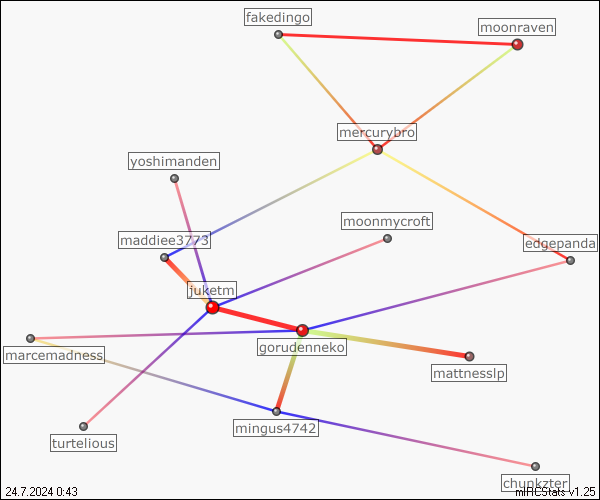 fakedingo
moonraven
mercurybro
yoshimanden
moonmycroft
maddiee3773
edgepanda
juketm
gorudenneko
marcemadness
mattnesslp
mingus4742
turtelious
chunkzter
24.7.2024 0:43
mIRCStats v1.25